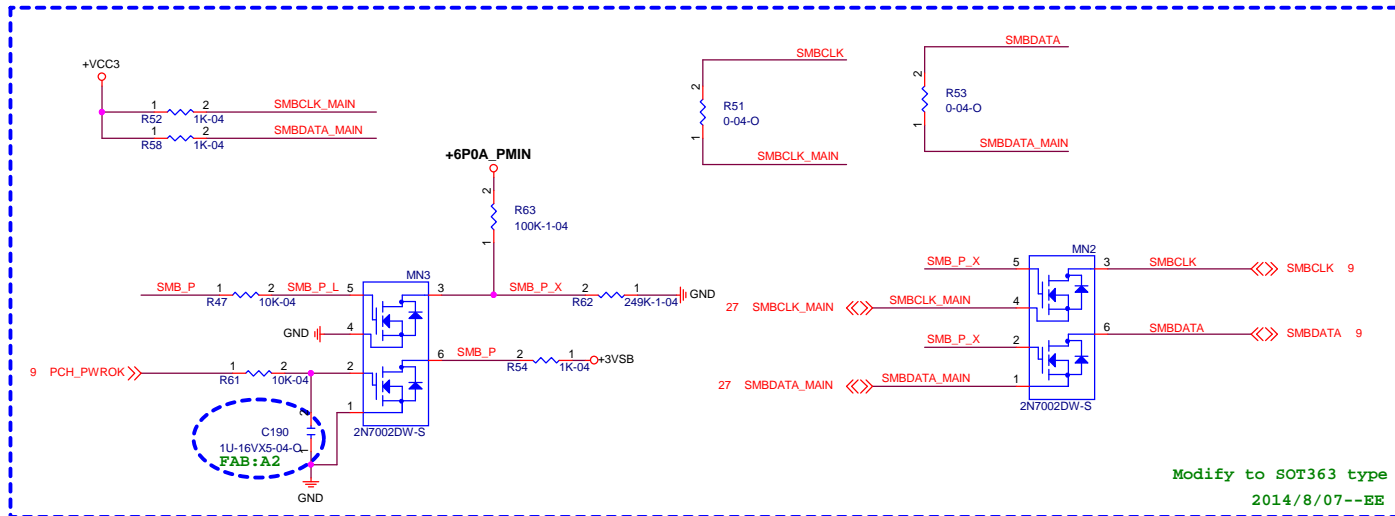 +VCC3
1 2 SMBCLK_MAIN
R52 1K-04
1 2 SMBDATA_MAIN
R58 1K-04
SMBCLK
2
R51
0-04-O
1
SMBCLK_MAIN
SMBDATA
2
R53
0-04-O
1
SMBDATA_MAIN
+6P0A_PMIN
2
R63
100K-1-04
1
MN3
SMB_P 1 2 SMB_P_L 5 3 SMB_P_X 2 1 GND
R47 10K-04 R62 249K-1-04
GND 4
6 SMB_P 2 1 +3VSB
R54 1K-04
9 PCH_PWROK 1 2 2
R61 10K-04
1
2N7002DW-S
2
C190
1U-16VX5-04-O
1
FAB:A2
GND
MN2
SMB_P_X 5 3 SMBCLK SMBCLK 9
27 SMBCLK_MAIN SMBCLK_MAIN 4
SMB_P_X 2 6 SMBDATA SMBDATA 9
27 SMBDATA_MAIN SMBDATA_MAIN 1
2N7002DW-S
Modify to SOT363 type
2014/8/07--EE